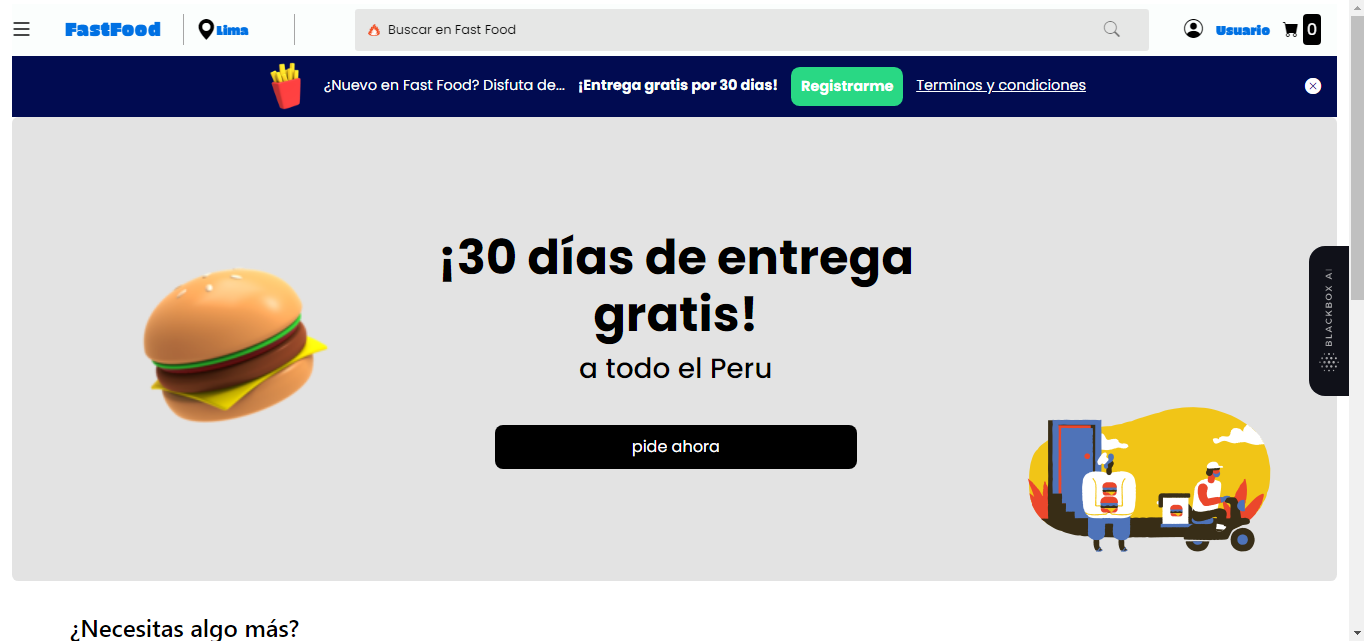 FastFood
Lima
Buscar en Fast Food
Usuario
0
¿Nuevo en Fast Food? Disfuta de... ¡Entrega gratis por 30 dias! Registrarme Terminos y condiciones
¡30 días de entrega
gratis!
a todo el Peru
pide ahora
BLACKBOX AI
¿Necesitas algo más?